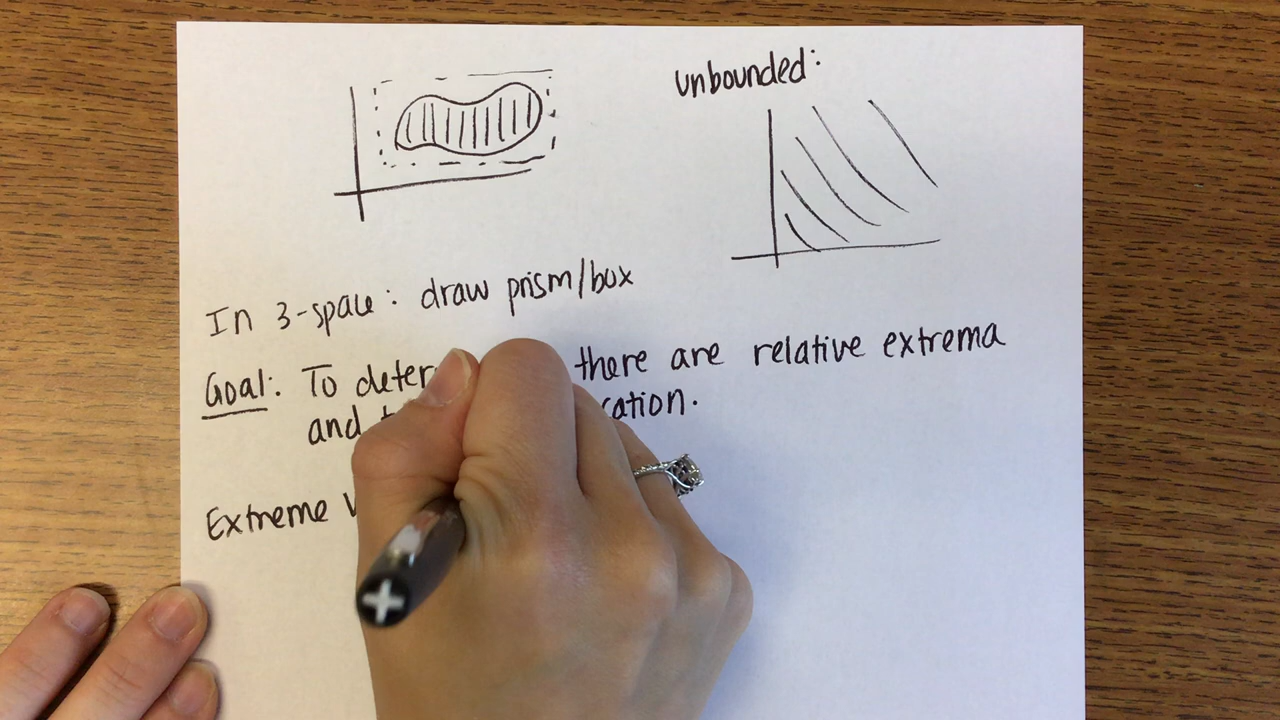 unbounded:
In 3-space: draw prism/box
Goal: To deter there are relative extrema
and cation.
Extreme V